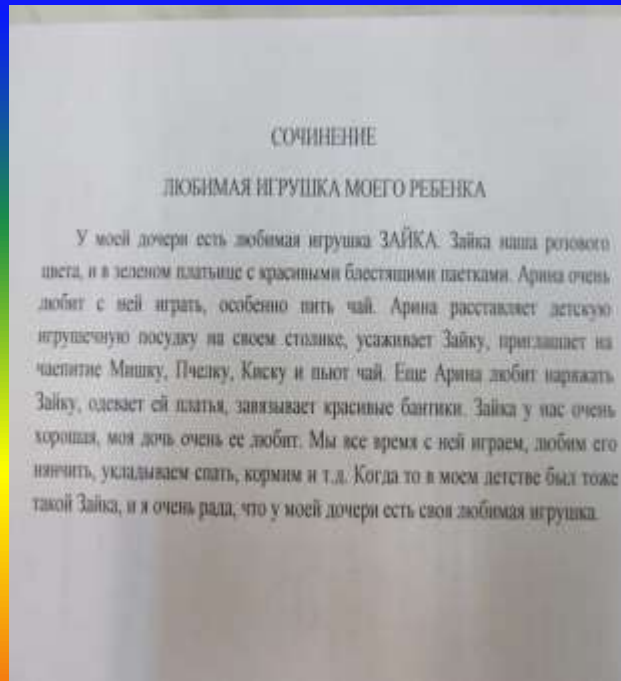 СОЧИНЕНИЕ
ЛЮБИМАЯ ИГРУШКА МОЕГО РЕБЕНКА
У моей дочери есть любимая игрушка ЗАЙКА. Зайка наша розового
цвета, и в зеленом платьице с красивыми блестящими паетками. Арина очень
любит с ней играть, особенно пить чай. Арина расставляет детскую
игрушечную посудку на своем столике, усаживает Зайку, приглашает на
чаепитие Мишку, Пчелку, Киску и пьют чай. Еще Арина любит наряжать
Зайку, одевает ей платья, завязывает красивые бантики. Зайка у нас очень
хорошая, моя дочь очень ее любит. Мы все время с ней играем, любим его
нянчить, укладываем спать, кормим и т.д. Когда то в моем детстве был тоже
такой Зайка, и я очень рада, что у моей дочери есть своя любимая игрушка.